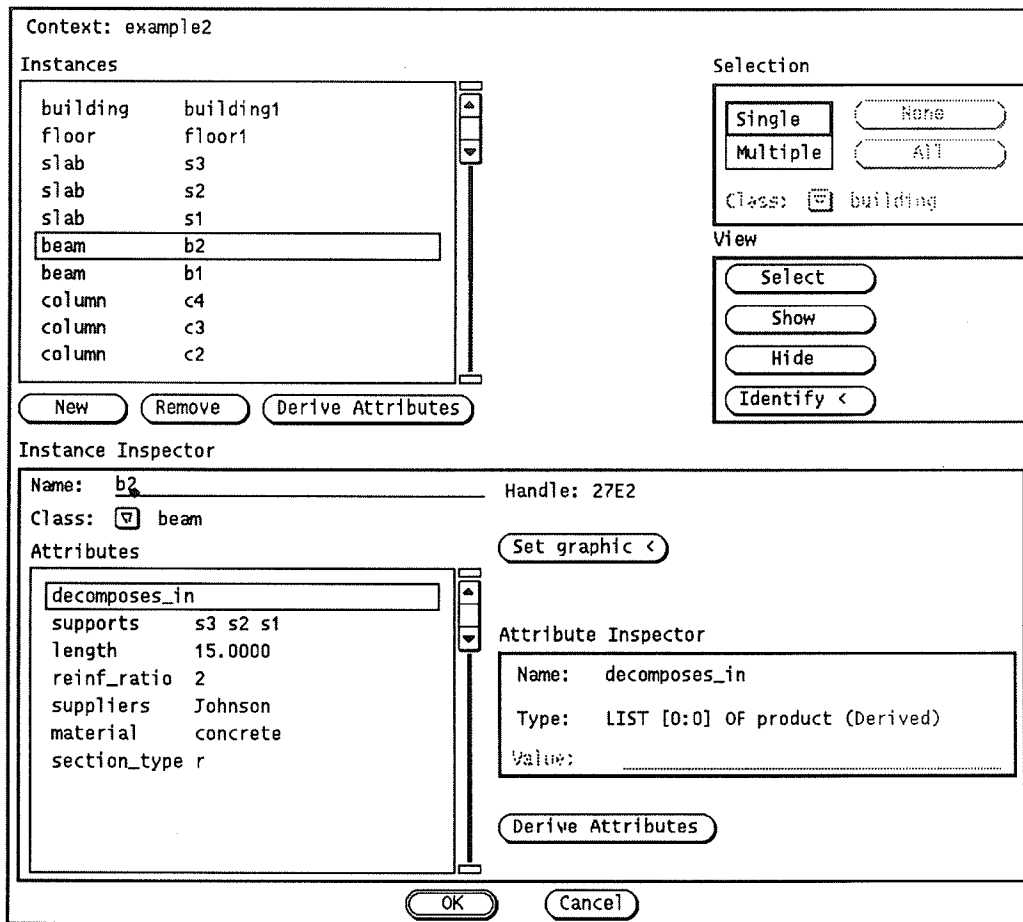 Context: example2
Instances
building building1
floor floor1
slab s3
slab s2
slab s1
beam b2
beam b1
column c4
column c3
column c2
New Remove Derive Attributes
Selection
Single None
Multiple All
Class: building
View
Select
Show
Hide
Identify <
Instance Inspector
Name: b2
Class: beam
Handle: 27E2
Set graphic <
Attributes
decomposes_in
supports s3 s2 s1
length 15.0000
reinf_ratio 2
suppliers Johnson
material concrete
section_type r
Attribute Inspector
Name: decomposes_in
Type: LIST [0:0] OF product (Derived)
Value:
Derive Attributes
OK Cancel